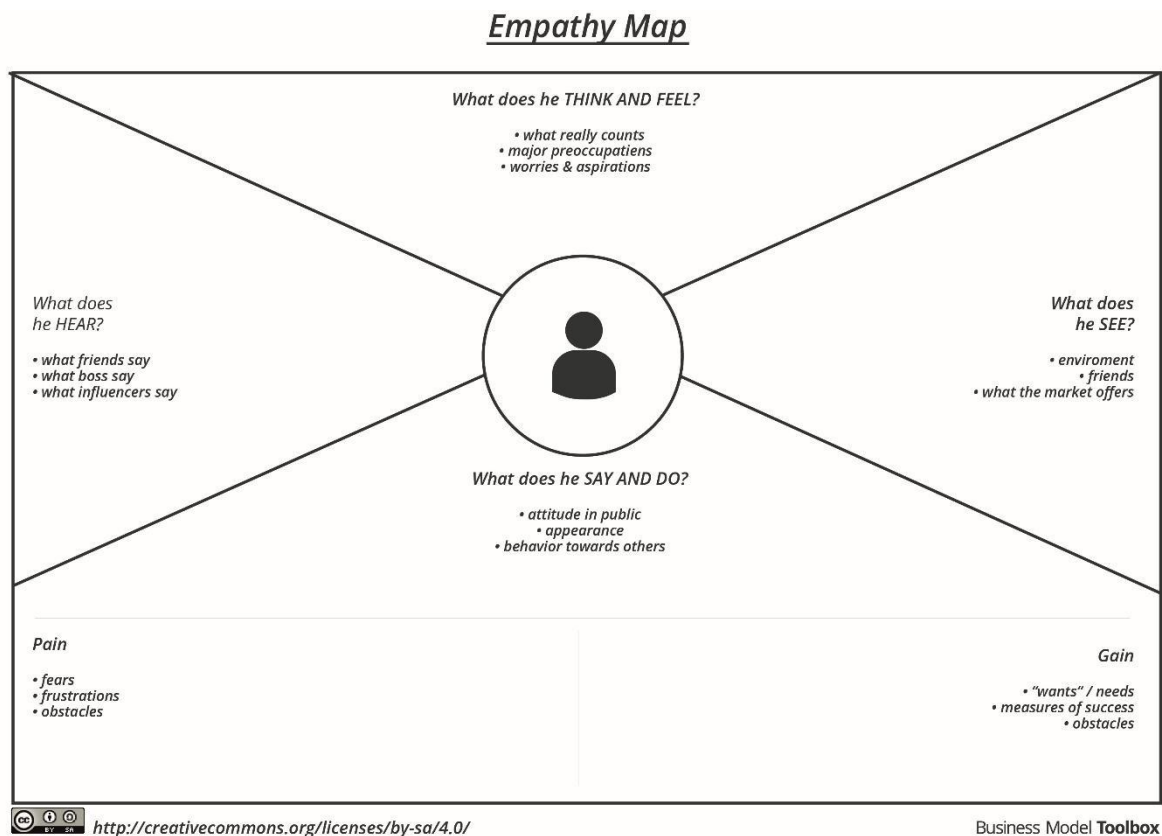 Empathy Map
What does he THINK AND FEEL?
• what really counts
• major preoccupatiens
• worries & aspirations
What does
he HEAR?
• what friends say
• what boss say
• what influencers say
What does
he SEE?
• enviroment
• friends
• what the market offers
What does he SAY AND DO?
• attitude in public
• appearance
• behavior towards others
Pain
• fears
• frustrations
• obstacles
Gain
• “wants” / needs
• measures of success
• obstacles
cc BY SA
http://creativecommons.org/licenses/by-sa/4.0/
Business Model Toolbox